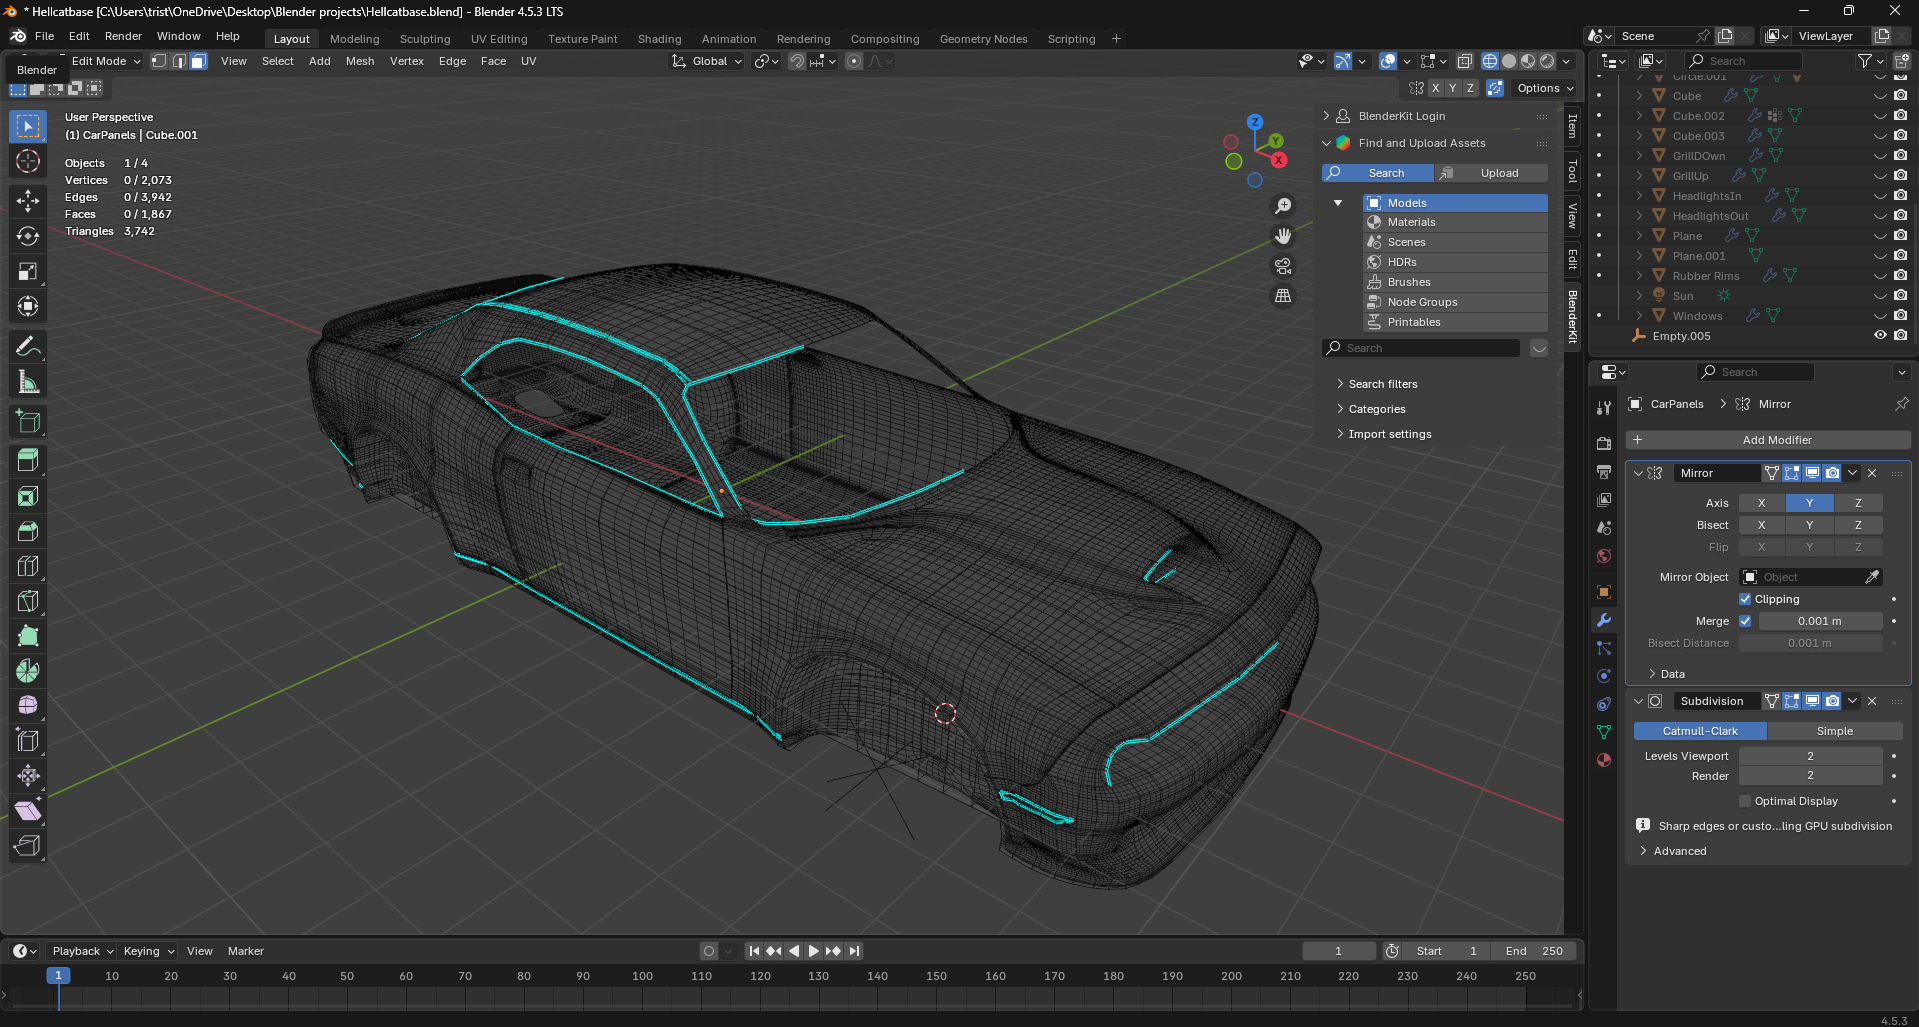 * Hellcatbase [C:\Users\trist\OneDrive\Desktop\Blender projects\Hellcatbase.blend] - Blender 4.5.3 LTS
File Edit Render Window Help
Layout Modeling Sculpting UV Editing Texture Paint Shading Animation Rendering Compositing Geometry Nodes Scripting +
Scene
ViewLayer
Blender
Edit Mode
View Select Add Mesh Vertex Edge Face UV
Global
X Y Z
Options
User Perspective
(1) CarPanels | Cube.001
Objects 1 / 4
Vertices 0 / 2,073
Edges 0 / 3,942
Faces 0 / 1,867
Triangles 3,742
Z
Y
X
BlenderKit Login
Find and Upload Assets
Search Upload
Models
Materials
Scenes
HDRs
Brushes
Node Groups
Printables
Search
Search filters
Categories
Import settings
Item
Tool
View
Edit
BlenderKit
Search
Circle.001
Cube
Cube.002
Cube.003
GrillDOwn
GrillUp
HeadlightsIn
HeadlightsOut
Plane
Plane.001
Rubber Rims
Sun
Windows
Empty.005
Search
CarPanels > Mirror
+ Add Modifier
Mirror
Axis X Y Z
Bisect X Y Z
Flip X Y Z
Mirror Object Object
Clipping
Merge 0.001 m
Bisect Distance 0.001 m
Data
Subdivision
Catmull-Clark Simple
Levels Viewport 2
Render 2
Optimal Display
Sharp edges or custo...ling GPU subdivision
Advanced
Playback Keying View Marker
1
Start 1
End 250
1 10 20 30 40 50 60 70 80 90 100 110 120 130 140 150 160 170 180 190 200 210 220 230 240 250
4.5.3